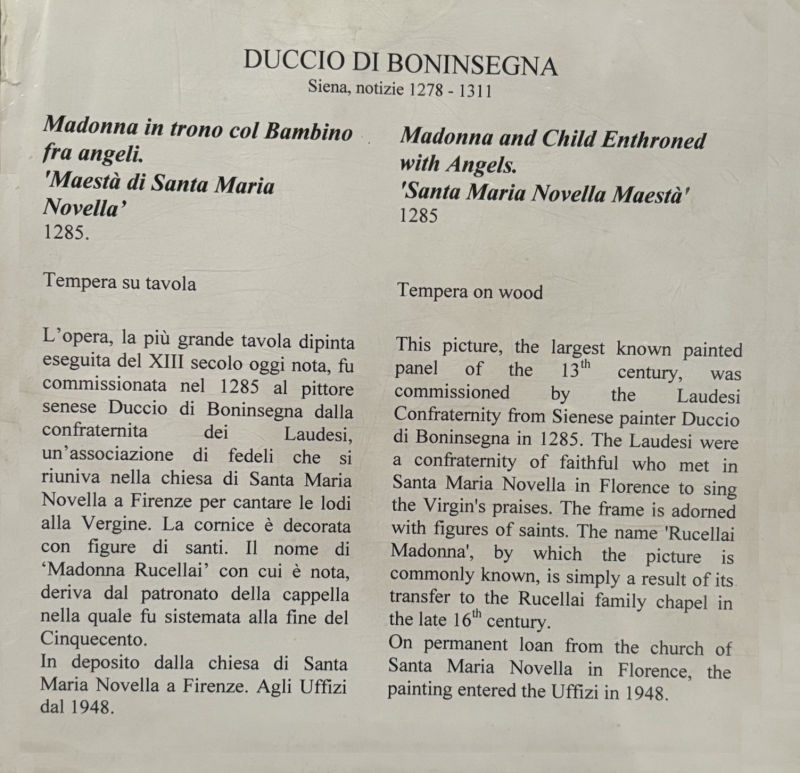 DUCCIO DI BONINSEGNA
Siena, notizie 1278 - 1311
Madonna in trono col Bambino
fra angeli.
'Maestà di Santa Maria
Novella’
1285.
Tempera su tavola
L’opera, la più grande tavola dipinta
eseguita del XIII secolo oggi nota, fu
commissionata nel 1285 al pittore
senese Duccio di Boninsegna dalla
confraternita dei Laudesi,
un’associazione di fedeli che si
riuniva nella chiesa di Santa Maria
Novella a Firenze per cantare le lodi
alla Vergine. La cornice è decorata
con figure di santi. Il nome di
‘Madonna Rucellai’ con cui è nota,
deriva dal patronato della cappella
nella quale fu sistemata alla fine del
Cinquecento.
In deposito dalla chiesa di Santa
Maria Novella a Firenze. Agli Uffizi
dal 1948.
Madonna and Child Enthroned
with Angels.
'Santa Maria Novella Maestà'
1285
Tempera on wood
This picture, the largest known painted
panel of the 13th century, was
commissioned by the Laudesi
Confraternity from Sienese painter Duccio
di Boninsegna in 1285. The Laudesi were
a confraternity of faithful who met in
Santa Maria Novella in Florence to sing
the Virgin's praises. The frame is adorned
with figures of saints. The name 'Rucellai
Madonna', by which the picture is
commonly known, is simply a result of its
transfer to the Rucellai family chapel in
the late 16th century.
On permanent loan from the church of
Santa Maria Novella in Florence, the
painting entered the Uffizi in 1948.